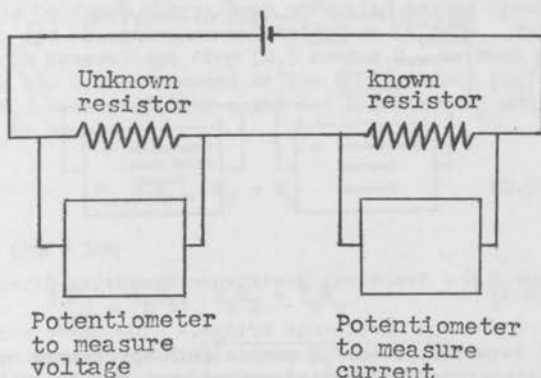 Unknown
resistor
known
resistor
Potentiometer
to measure
voltage
Potentiometer
to measure
current